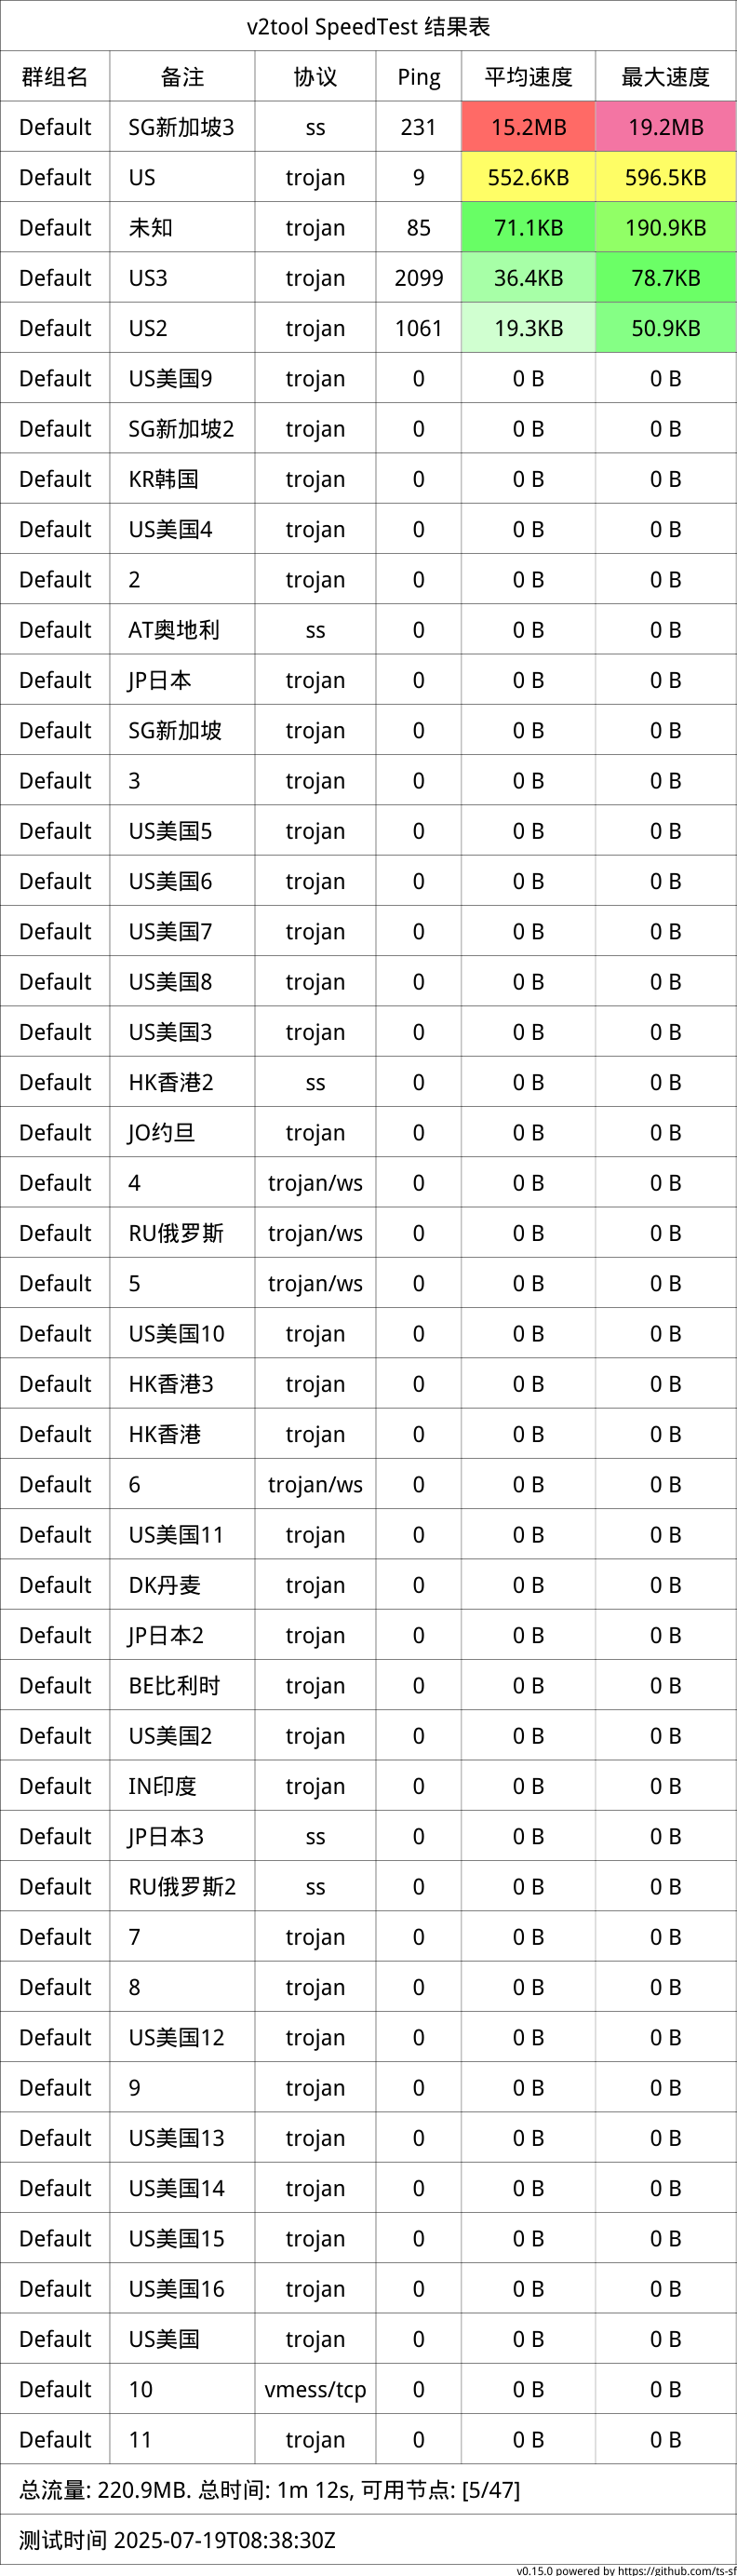 v2tool SpeedTest 结果表
群组名 备注 协议 Ping 平均速度 最大速度
Default SG新加坡3 ss 231 15.2MB 19.2MB
Default US trojan 9 552.6KB 596.5KB
Default 未知 trojan 85 71.1KB 190.9KB
Default US3 trojan 2099 36.4KB 78.7KB
Default US2 trojan 1061 19.3KB 50.9KB
Default US美国9 trojan 0 0 B 0 B
Default SG新加坡2 trojan 0 0 B 0 B
Default KR韩国 trojan 0 0 B 0 B
Default US美国4 trojan 0 0 B 0 B
Default 2 trojan 0 0 B 0 B
Default AT奥地利 ss 0 0 B 0 B
Default JP日本 trojan 0 0 B 0 B
Default SG新加坡 trojan 0 0 B 0 B
Default 3 trojan 0 0 B 0 B
Default US美国5 trojan 0 0 B 0 B
Default US美国6 trojan 0 0 B 0 B
Default US美国7 trojan 0 0 B 0 B
Default US美国8 trojan 0 0 B 0 B
Default US美国3 trojan 0 0 B 0 B
Default HK香港2 ss 0 0 B 0 B
Default JO约旦 trojan 0 0 B 0 B
Default 4 trojan/ws 0 0 B 0 B
Default RU俄罗斯 trojan/ws 0 0 B 0 B
Default 5 trojan/ws 0 0 B 0 B
Default US美国10 trojan 0 0 B 0 B
Default HK香港3 trojan 0 0 B 0 B
Default HK香港 trojan 0 0 B 0 B
Default 6 trojan/ws 0 0 B 0 B
Default US美国11 trojan 0 0 B 0 B
Default DK丹麦 trojan 0 0 B 0 B
Default JP日本2 trojan 0 0 B 0 B
Default BE比利时 trojan 0 0 B 0 B
Default US美国2 trojan 0 0 B 0 B
Default IN印度 trojan 0 0 B 0 B
Default JP日本3 ss 0 0 B 0 B
Default RU俄罗斯2 ss 0 0 B 0 B
Default 7 trojan 0 0 B 0 B
Default 8 trojan 0 0 B 0 B
Default US美国12 trojan 0 0 B 0 B
Default 9 trojan 0 0 B 0 B
Default US美国13 trojan 0 0 B 0 B
Default US美国14 trojan 0 0 B 0 B
Default US美国15 trojan 0 0 B 0 B
Default US美国16 trojan 0 0 B 0 B
Default US美国 trojan 0 0 B 0 B
Default 10 vmess/tcp 0 0 B 0 B
Default 11 trojan 0 0 B 0 B
总流量: 220.9MB. 总时间: 1m 12s, 可用节点: [5/47]
测试时间 2025-07-19T08:38:30Z
v0.15.0 powered by https://github.com/ts-sf